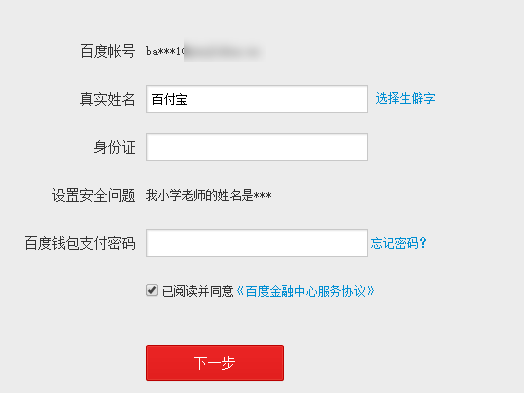 百度帐号 ba***10
真实姓名 百付宝 选择生僻字
身份证
设置安全问题 我小学老师的姓名是***
百度钱包支付密码 忘记密码？
已阅读并同意《百度金融中心服务协议》
下一步